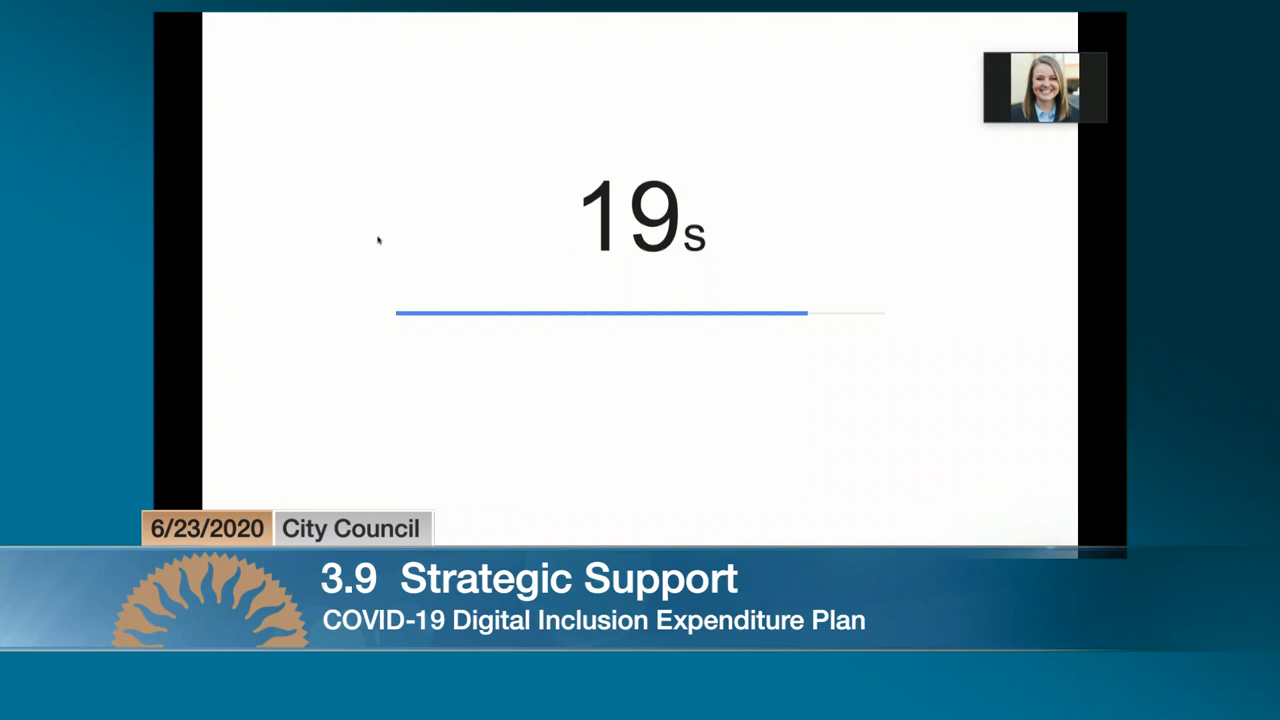 19s
6/23/2020 City Council
3.9 Strategic Support
COVID-19 Digital Inclusion Expenditure Plan